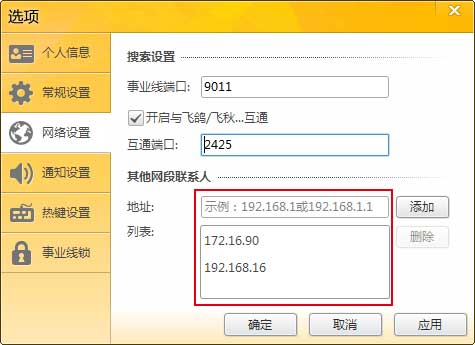 选项
个人信息
常规设置
网络设置
通知设置
热键设置
事业线锁
搜索设置
事业线端口: 9011
开启与飞鸽/飞秋...互通
互通端口: 2425
其他网段联系人
地址: 示例：192.168.1或192.168.1.1 添加
列表: 删除
172.16.90
192.168.16
确定 取消 应用